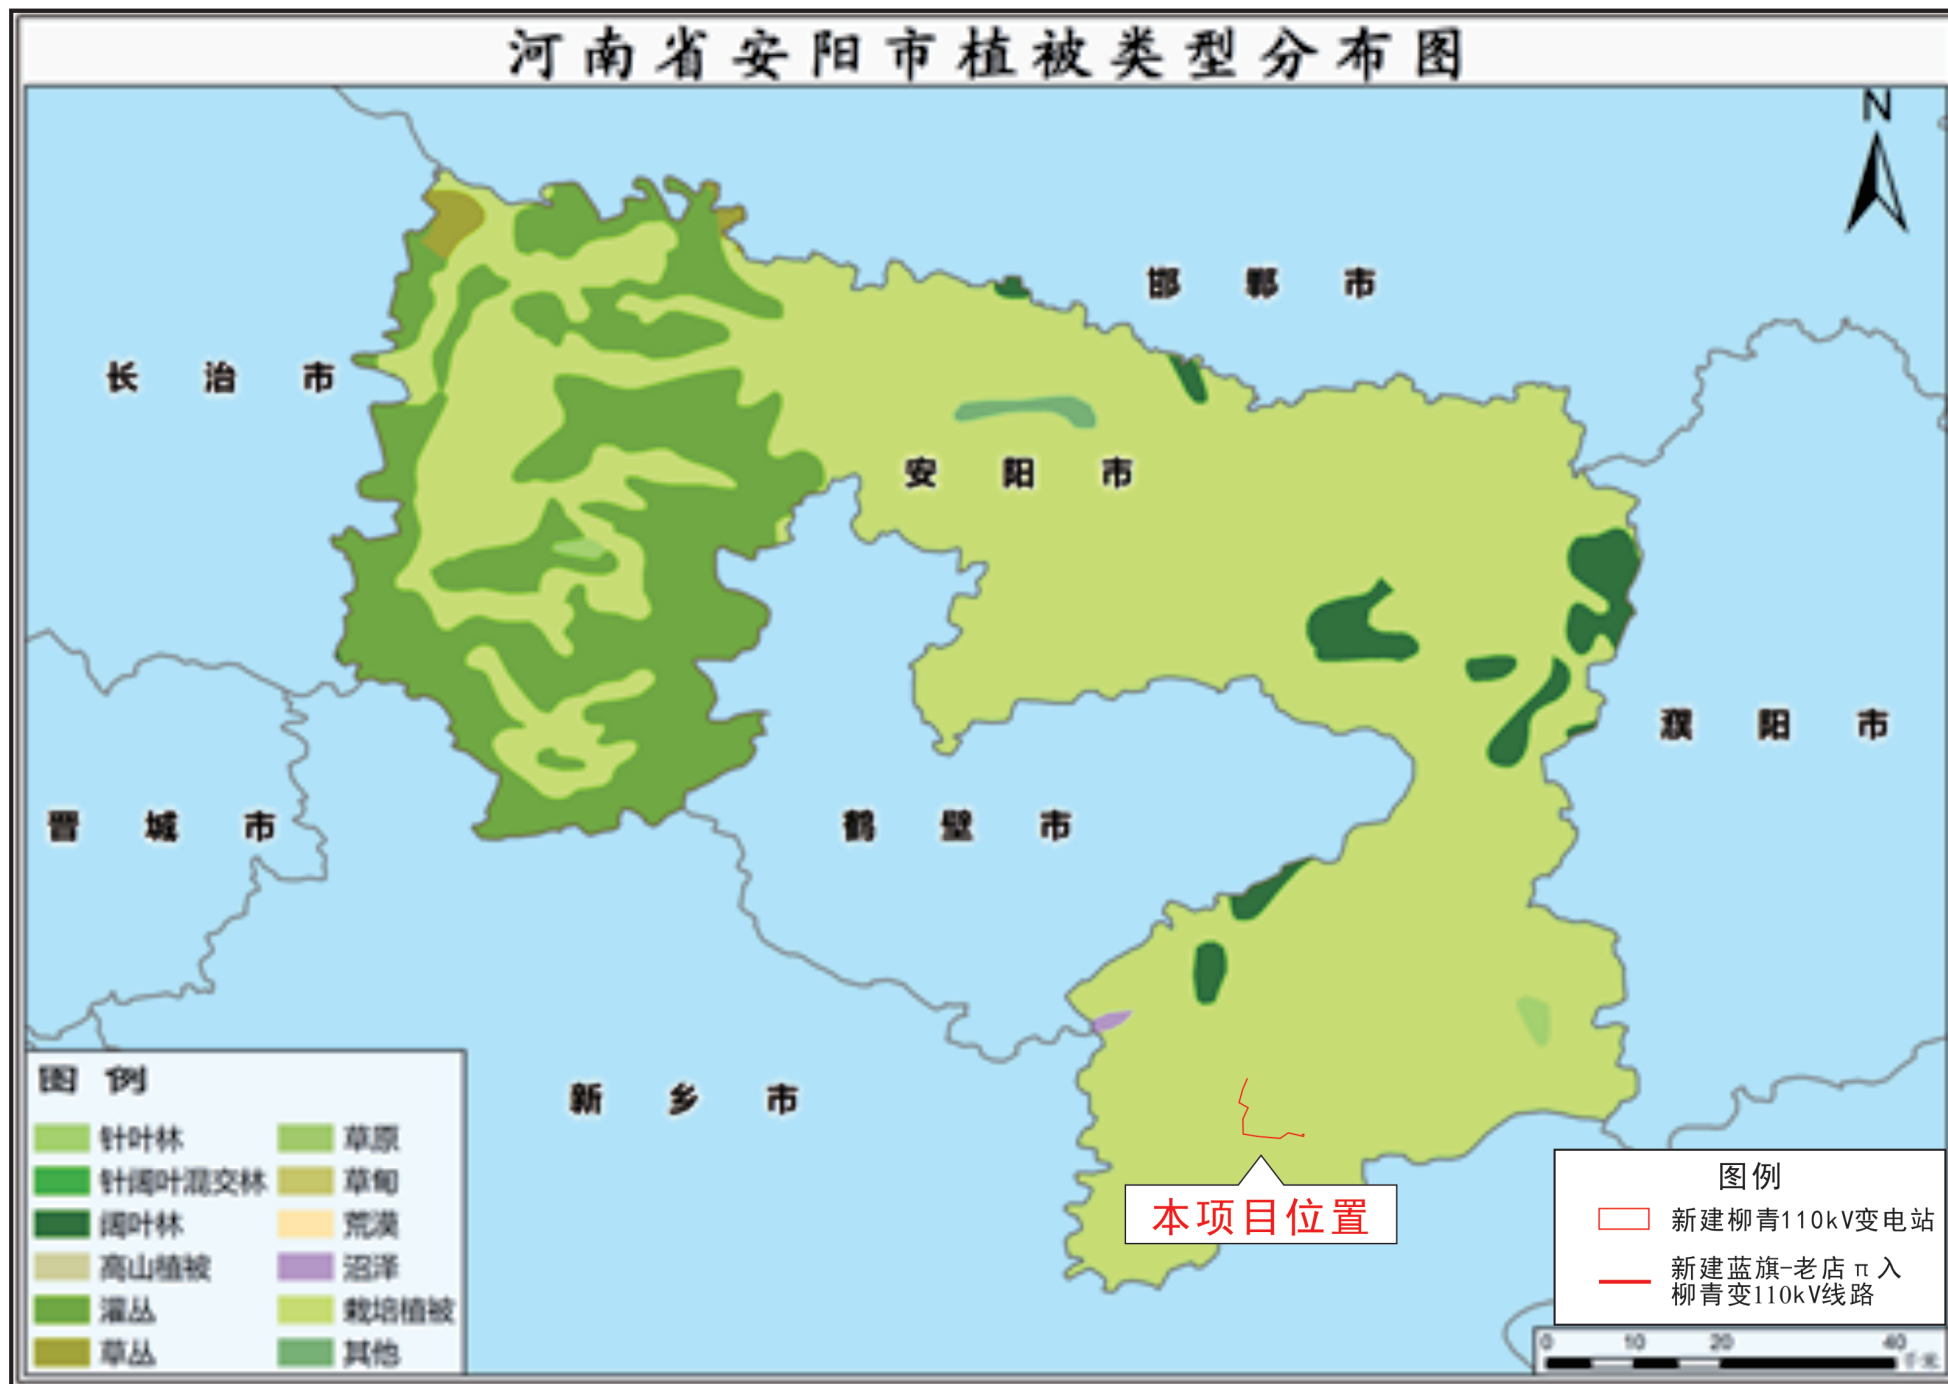 河南省安阳市植被类型分布图
N
邯郸市
长治市
安阳市
濮阳市
晋城市
鹤壁市
新乡市
本项目位置
图例
针叶林
草原
针阔叶混交林
草甸
阔叶林
荒漠
高山植被
沼泽
灌丛
栽培植被
草丛
其他
图例
新建柳青110kV变电站
新建蓝旗-老店π入
柳青变110kV线路
0 10 20 40
千米